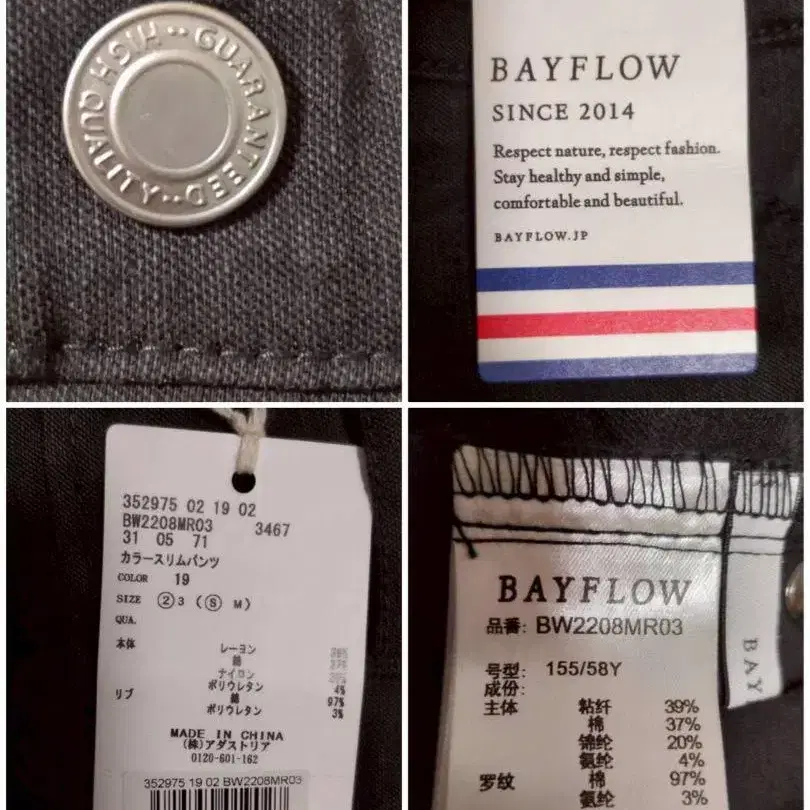 HIGH QUALITY • • GUARANTEED • •
BAYFLOW
SINCE 2014
Respect nature, respect fashion.
Stay healthy and simple,
comfortable and beautiful.
BAYFLOW.JP
352975 02 19 02
BW2208MR03 3467
31 05 71
カラースリムパンツ
COLOR 19
SIZE ②3 (Ⓢ M)
QUA.
本体 レーヨン 39%
綿 37%
ナイロン 20%
ポリウレタン 4%
リブ 綿 97%
ポリウレタン 3%
MADE IN CHINA
(株)アダストリア
0120-601-162
352975 19 02 BW2208MR03
BAYFLOW
品番: BW2208MR03
号型: 155/58Y
成份:
主体 粘纤 39%
棉 37%
锦纶 20%
氨纶 4%
罗纹 棉 97%
氨纶 3%
BAY